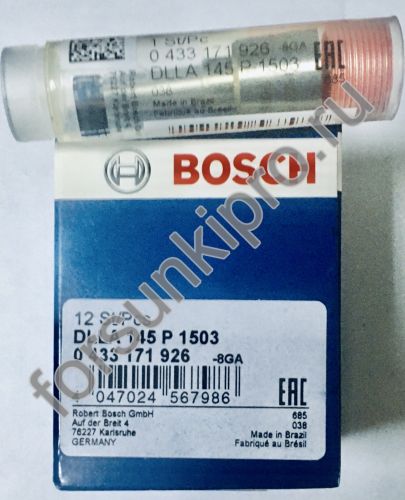 1 St/Pc
0 433 171 926 -8GA
DLLA 145 P 1503
038
Made in Brazil
Fabriqué au Brésil
EAC
685
BOSCH
12 St/Pcs
DLLA 145 P 1503
0 433 171 926 -8GA
047024 567986
EAC
Robert Bosch GmbH
Auf der Breit 4
76227 Karlsruhe
GERMANY
685
038
Made in Brazil
Fabriqué au Brésil
forsunkipro.ru